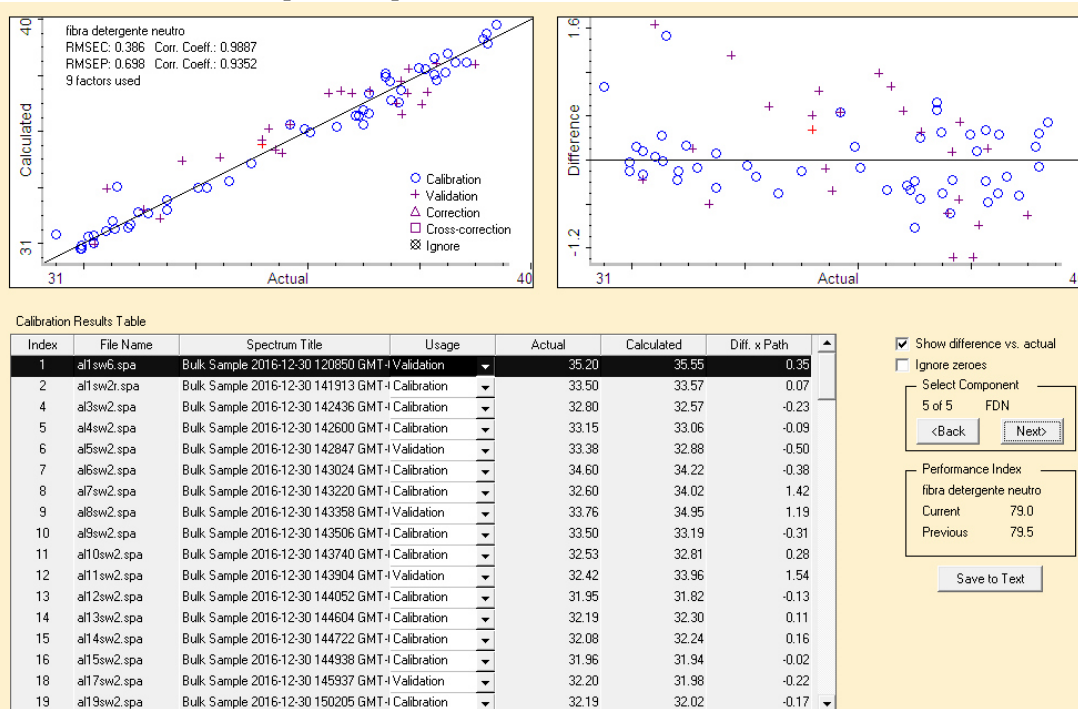 40
fibra detergente neutro
RMSEC: 0.386 Corr. Coeff.: 0.9887
RMSEP: 0.698 Corr. Coeff.: 0.9352
9 factors used
Calculated
31
Calibration
Validation
Correction
Cross-correction
Ignore
31 Actual 40
1.6
Difference
-1.2
31 Actual 4
Calibration Results Table
Index File Name Spectrum Title Usage Actual Calculated Diff. x Path
1 al1sw6.spa Bulk Sample 2016-12-30 120850 GMT-( Validation 35.20 35.55 0.35
2 al1sw2r.spa Bulk Sample 2016-12-30 141913 GMT-( Calibration 33.50 33.57 0.07
4 al3sw2.spa Bulk Sample 2016-12-30 142436 GMT-( Calibration 32.80 32.57 -0.23
5 al4sw2.spa Bulk Sample 2016-12-30 142600 GMT-( Calibration 33.15 33.06 -0.09
6 al5sw2.spa Bulk Sample 2016-12-30 142847 GMT-( Validation 33.38 32.88 -0.50
7 al6sw2.spa Bulk Sample 2016-12-30 143024 GMT-( Calibration 34.60 34.22 -0.38
8 al7sw2.spa Bulk Sample 2016-12-30 143220 GMT-( Calibration 32.60 34.02 1.42
9 al8sw2.spa Bulk Sample 2016-12-30 143358 GMT-( Validation 33.76 34.95 1.19
10 al9sw2.spa Bulk Sample 2016-12-30 143506 GMT-( Calibration 33.50 33.19 -0.31
11 al10sw2.spa Bulk Sample 2016-12-30 143740 GMT-( Calibration 32.53 32.81 0.28
12 al11sw2.spa Bulk Sample 2016-12-30 143904 GMT-( Validation 32.42 33.96 1.54
13 al12sw2.spa Bulk Sample 2016-12-30 144052 GMT-( Calibration 31.95 31.82 -0.13
14 al13sw2.spa Bulk Sample 2016-12-30 144604 GMT-( Calibration 32.19 32.30 0.11
15 al14sw2.spa Bulk Sample 2016-12-30 144722 GMT-( Calibration 32.08 32.24 0.16
16 al15sw2.spa Bulk Sample 2016-12-30 144938 GMT-( Calibration 31.96 31.94 -0.02
18 al17sw2.spa Bulk Sample 2016-12-30 145937 GMT-( Validation 32.20 31.98 -0.22
19 al19sw2.spa Bulk Sample 2016-12-30 150205 GMT-( Calibration 32.19 32.02 -0.17
Show difference vs. actual
Ignore zeroes
Select Component
5 of 5 FDN
<Back Next>
Performance Index
fibra detergente neutro
Current 79.0
Previous 79.5
Save to Text